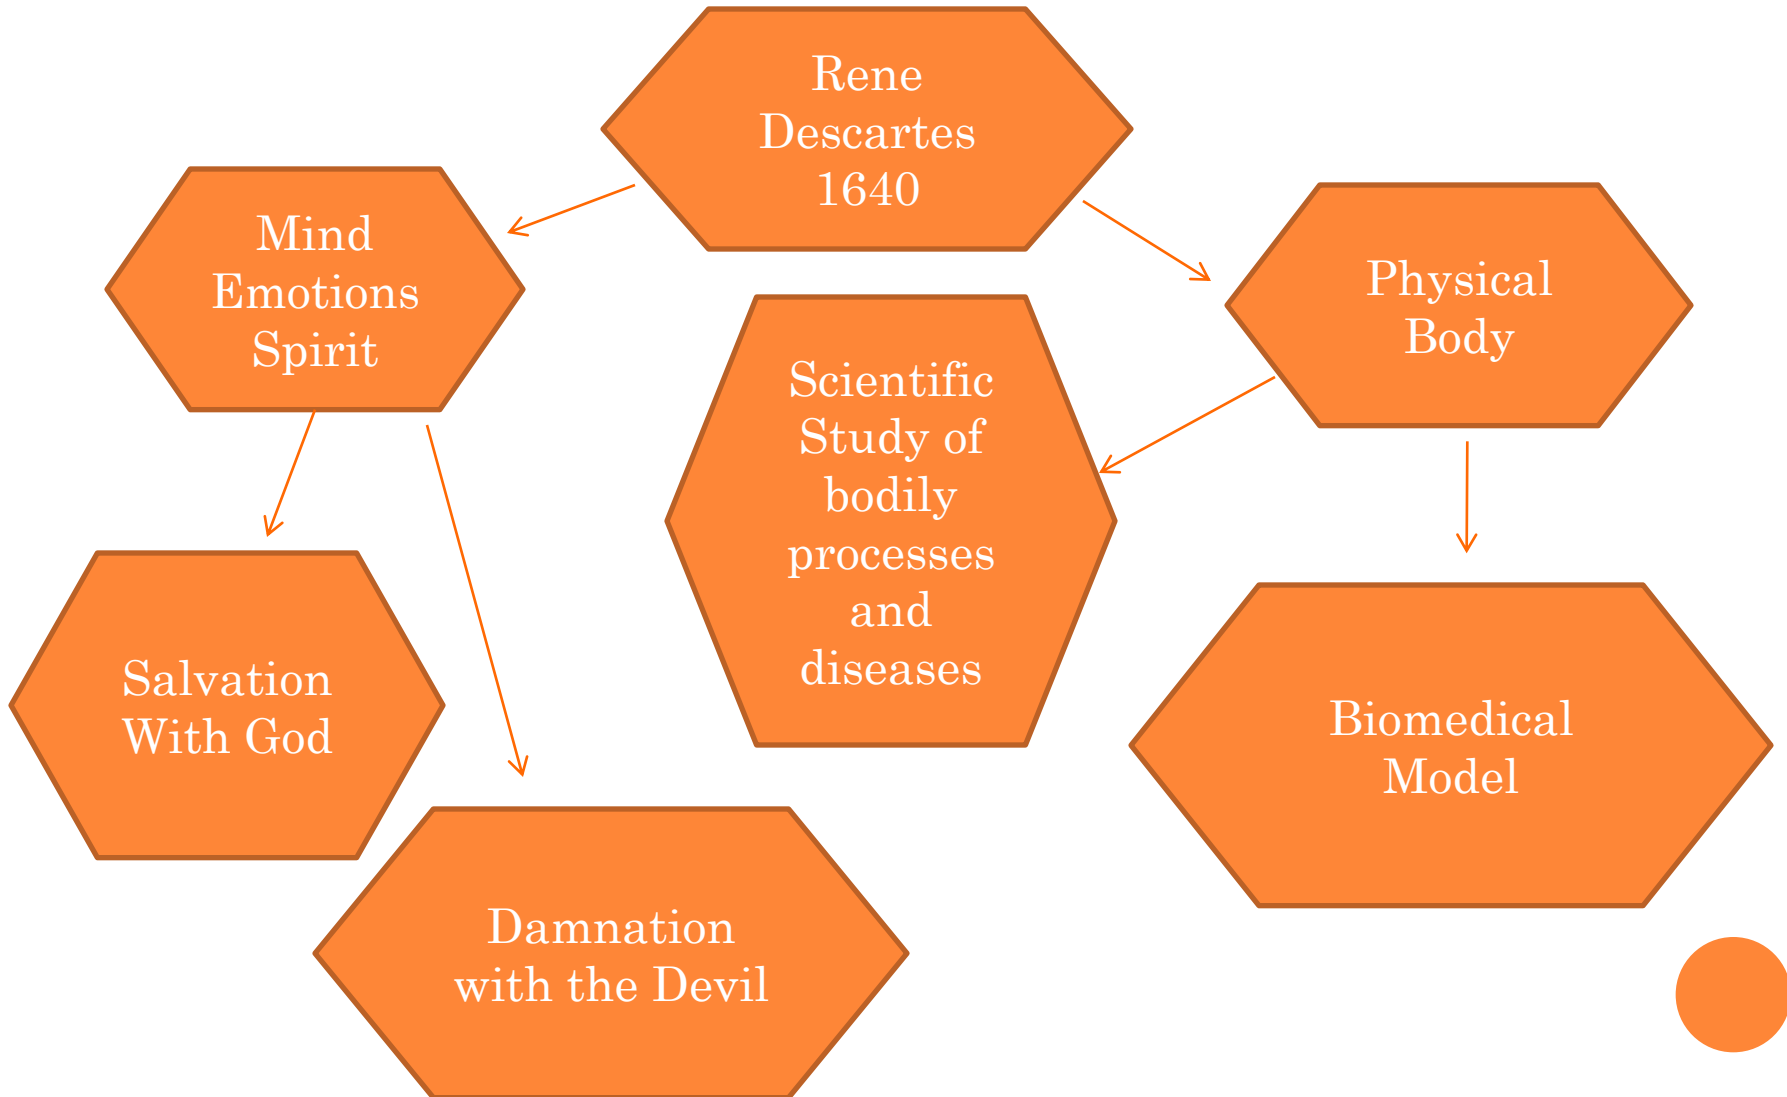 Rene
Descartes
1640
Mind
Emotions
Spirit
Physical
Body
Scientific
Study of
bodily
processes
and
diseases
Salvation
With God
Biomedical
Model
Damnation
with the Devil